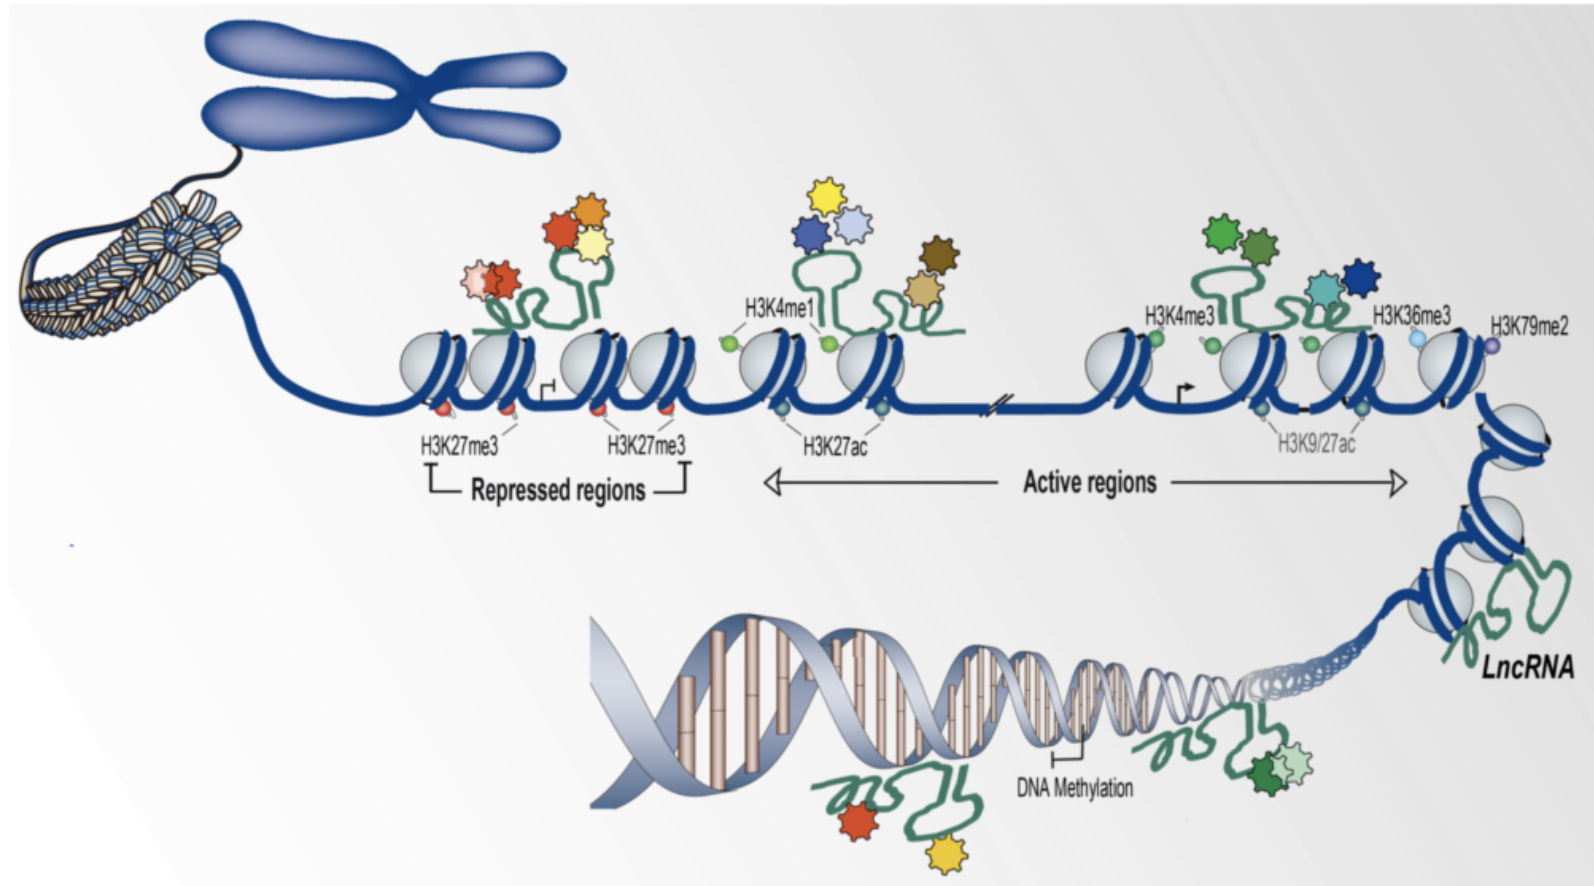 H3K4me1
H3K4me3
H3K36me3
H3K79me2
H3K27me3
H3K27me3
H3K27ac
H3K9/27ac
Repressed regions
Active regions
LncRNA
DNA Methylation